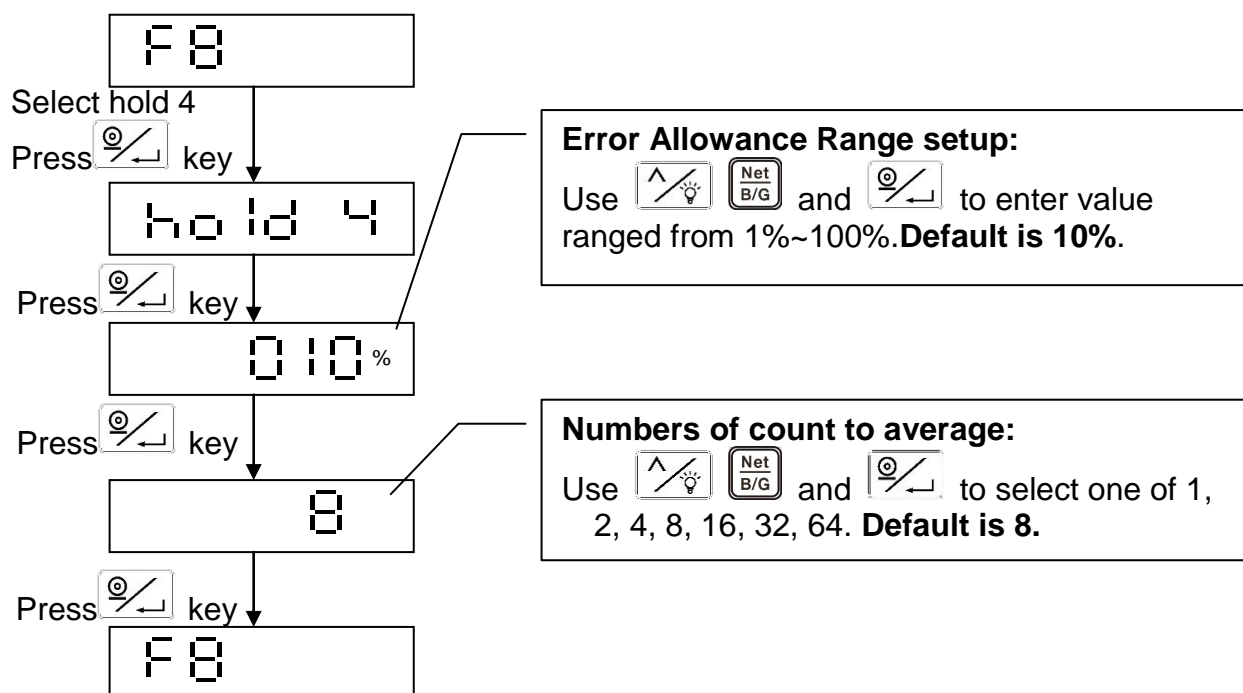 F8
Select hold 4
Press key
hold 4
Press key
010 %
Press key
8
Press key
F8
Error Allowance Range setup:
Use Net B/G and to enter value
ranged from 1%~100%.Default is 10%.
Numbers of count to average:
Use Net B/G and to select one of 1,
2, 4, 8, 16, 32, 64. Default is 8.